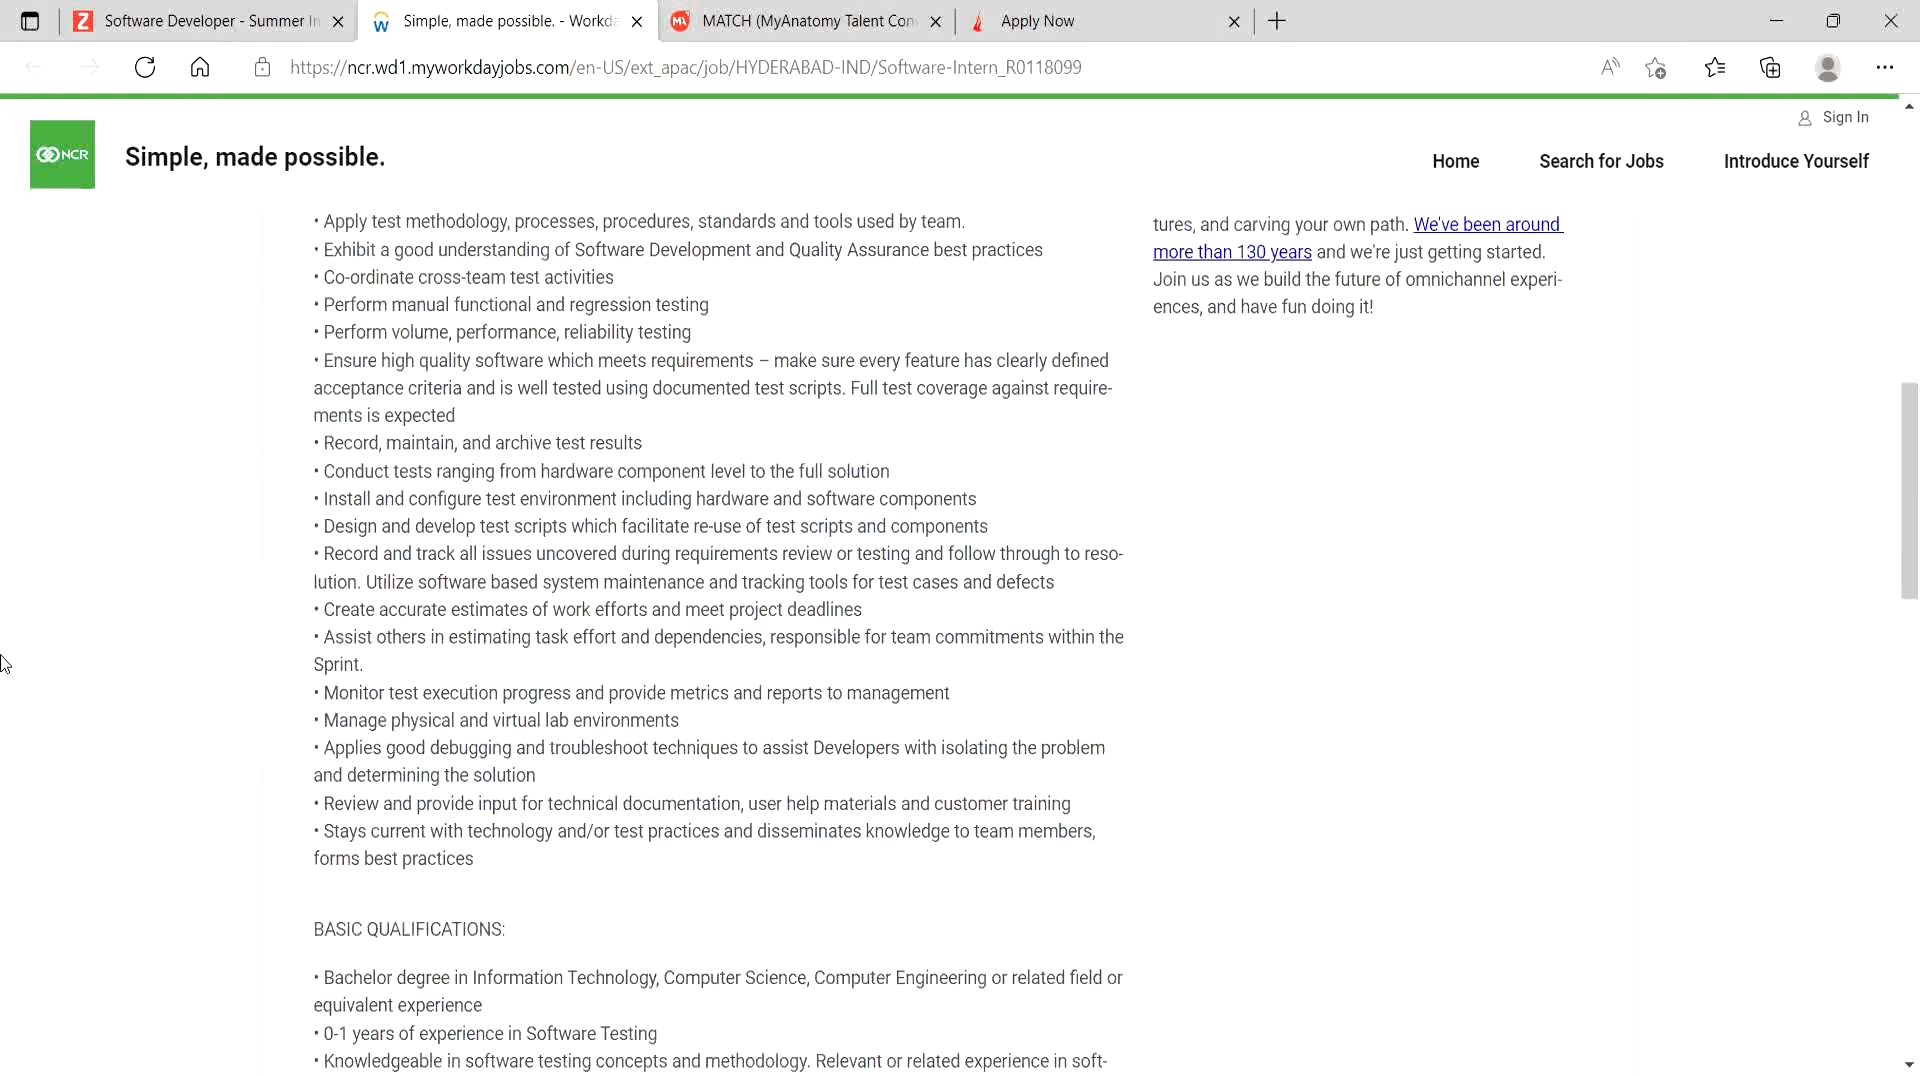 Software Developer - Summer In
Simple, made possible. - Workda
MA
MATCH (MyAnatomy Talent Con
Apply Now
https://ncr.wd1.myworkdayjobs.com/en-US/ext_apac/job/HYDERABAD-IND/Software-Intern_R0118099
Sign In
NCR
Simple, made possible.
Home
Search for Jobs
Introduce Yourself
• Apply test methodology, processes, procedures, standards and tools used by team.
• Exhibit a good understanding of Software Development and Quality Assurance best practices
• Co-ordinate cross-team test activities
• Perform manual functional and regression testing
• Perform volume, performance, reliability testing
• Ensure high quality software which meets requirements – make sure every feature has clearly defined
acceptance criteria and is well tested using documented test scripts. Full test coverage against require-
ments is expected
• Record, maintain, and archive test results
• Conduct tests ranging from hardware component level to the full solution
• Install and configure test environment including hardware and software components
• Design and develop test scripts which facilitate re-use of test scripts and components
• Record and track all issues uncovered during requirements review or testing and follow through to reso-
lution. Utilize software based system maintenance and tracking tools for test cases and defects
• Create accurate estimates of work efforts and meet project deadlines
• Assist others in estimating task effort and dependencies, responsible for team commitments within the
Sprint.
• Monitor test execution progress and provide metrics and reports to management
• Manage physical and virtual lab environments
• Applies good debugging and troubleshoot techniques to assist Developers with isolating the problem
and determining the solution
• Review and provide input for technical documentation, user help materials and customer training
• Stays current with technology and/or test practices and disseminates knowledge to team members,
forms best practices
BASIC QUALIFICATIONS:
• Bachelor degree in Information Technology, Computer Science, Computer Engineering or related field or
equivalent experience
• 0-1 years of experience in Software Testing
• Knowledgeable in software testing concepts and methodology. Relevant or related experience in soft-
tures, and carving your own path. We've been around
more than 130 years and we're just getting started.
Join us as we build the future of omnichannel experi-
ences, and have fun doing it!